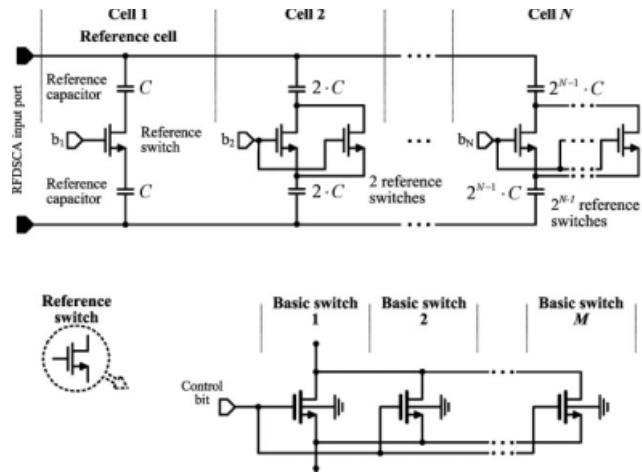 Cell 1
Cell 2
Cell N
Reference cell
RFDSCA input port
Reference capacitor
C
b1
Reference switch
Reference capacitor
C
2 · C
b2
2 · C
2 reference switches
2^{N-1} · C
bN
2^{N-1} · C
2^{N-1} reference switches
Reference switch
Basic switch 1
Basic switch 2
Basic switch M
Control bit